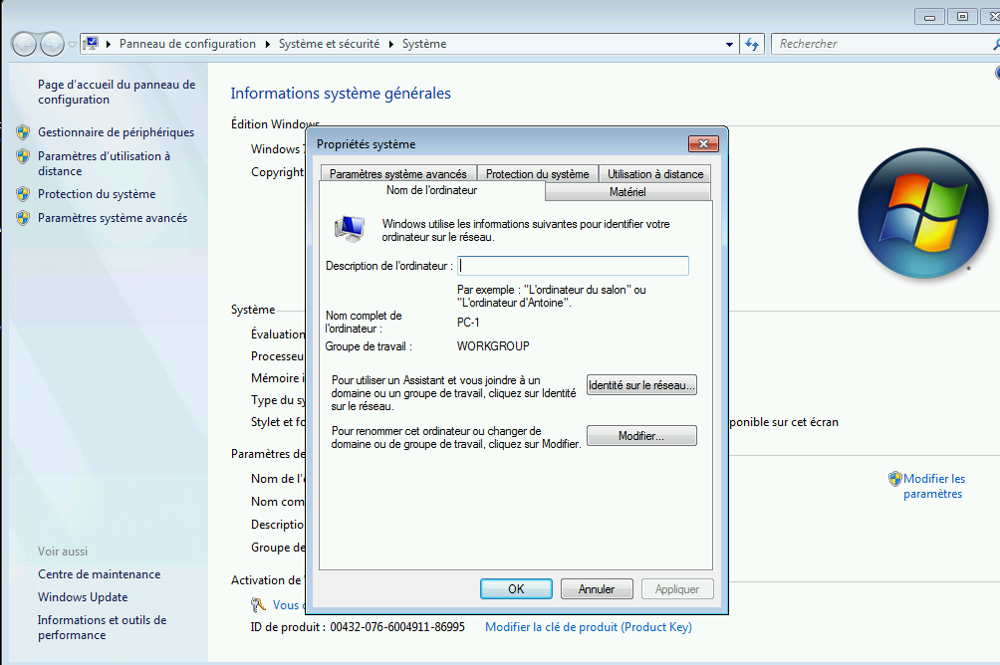 Panneau de configuration ▸ Système et sécurité ▸ Système
Rechercher
Page d'accueil du panneau de
configuration
Gestionnaire de périphériques
Paramètres d'utilisation à
distance
Protection du système
Paramètres système avancés
Voir aussi
Centre de maintenance
Windows Update
Informations et outils de
performance
Informations système générales
Édition Windows
Windows
Copyright
Système
Évaluation
Processeu
Mémoire i
Type du sy
Stylet et fo
ponible sur cet écran
Paramètres de
Nom de l'
Nom com
Descriptio
Groupe de
Modifier les
paramètres
Activation de
Vous
ID de produit : 00432-076-6004911-86995
Modifier la clé de produit (Product Key)
Propriétés système
Paramètres système avancés
Protection du système
Utilisation à distance
Nom de l'ordinateur
Matériel
Windows utilise les informations suivantes pour identifier votre
ordinateur sur le réseau.
Description de l'ordinateur :
Par exemple : "L'ordinateur du salon" ou
"L'ordinateur d'Antoine".
Nom complet de
l'ordinateur :
PC-1
Groupe de travail :
WORKGROUP
Pour utiliser un Assistant et vous joindre à un
domaine ou un groupe de travail, cliquez sur Identité
sur le réseau.
Identité sur le réseau...
Pour renommer cet ordinateur ou changer de
domaine ou de groupe de travail, cliquez sur Modifier.
Modifier...
OK
Annuler
Appliquer